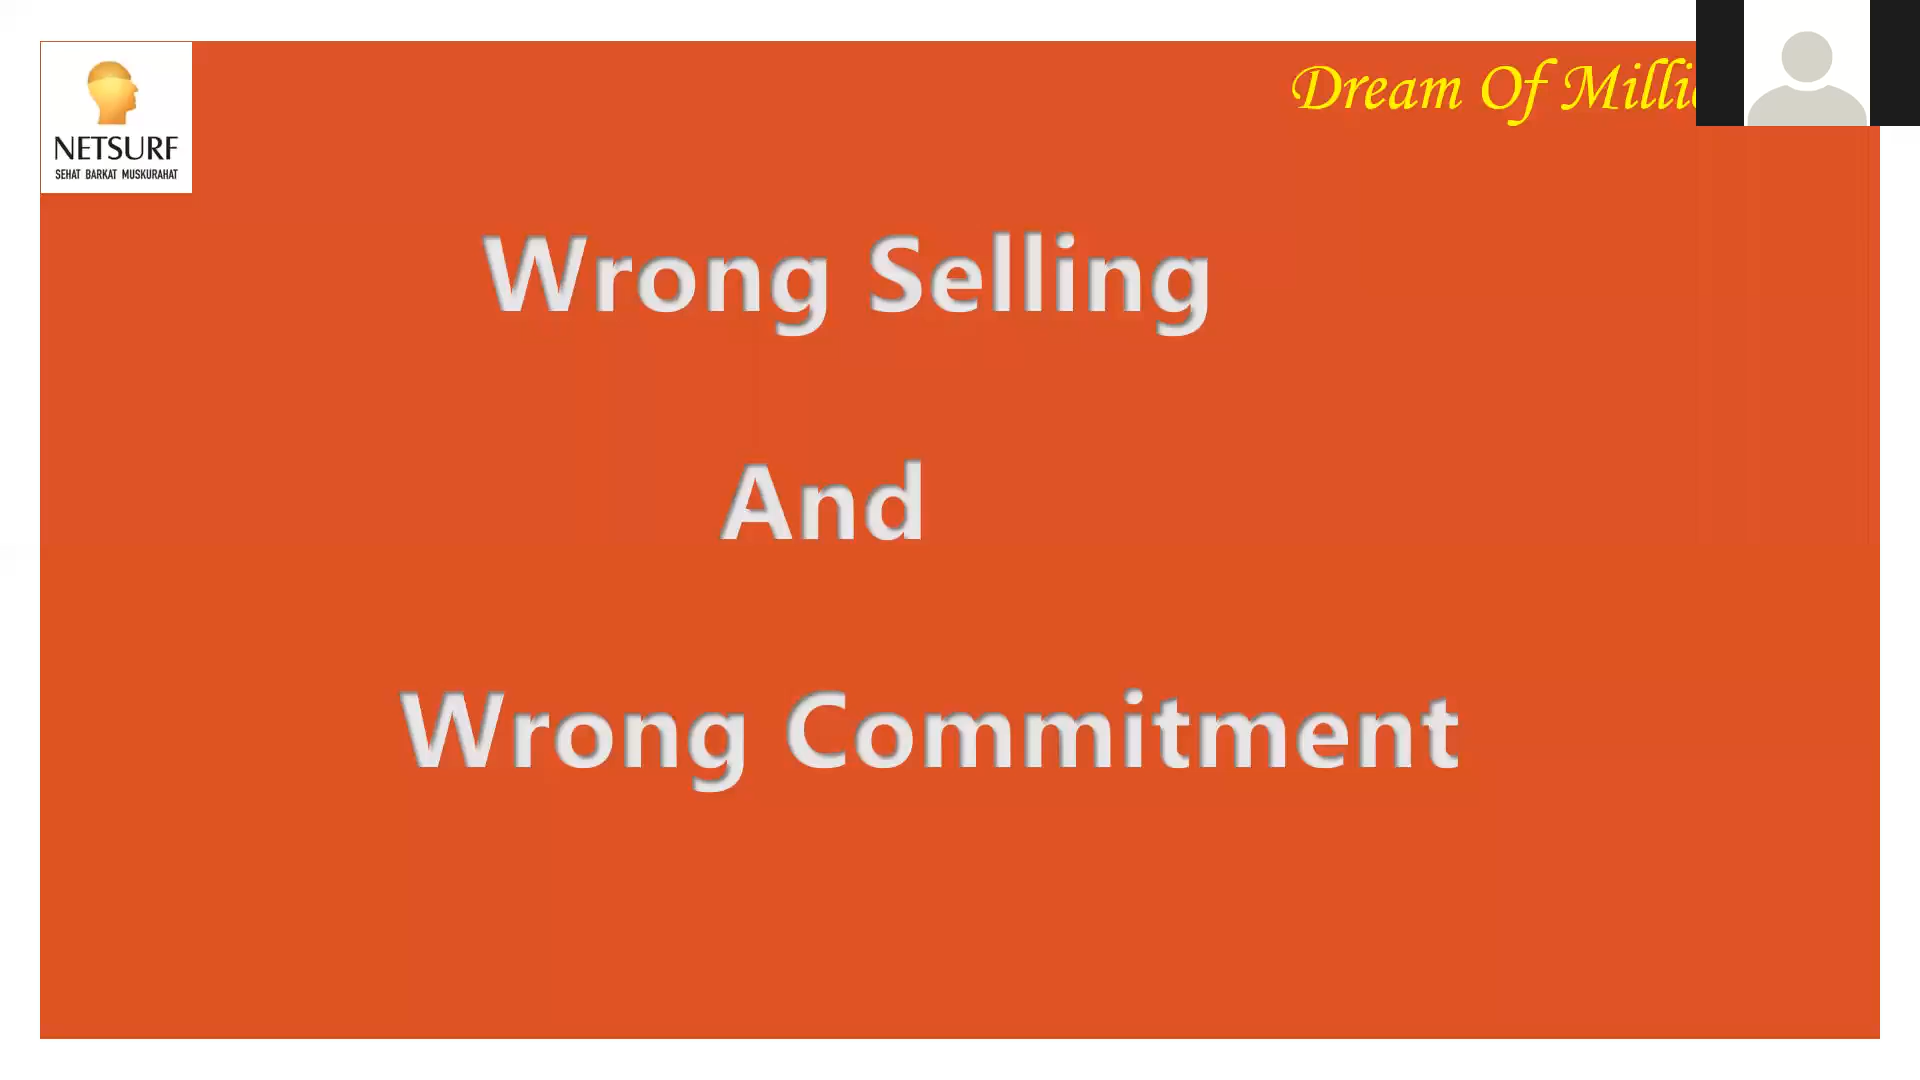 NETSURF
SEHAT BARKAT MUSKURAHAT
Dream Of
Wrong Selling
And
Wrong Commitment